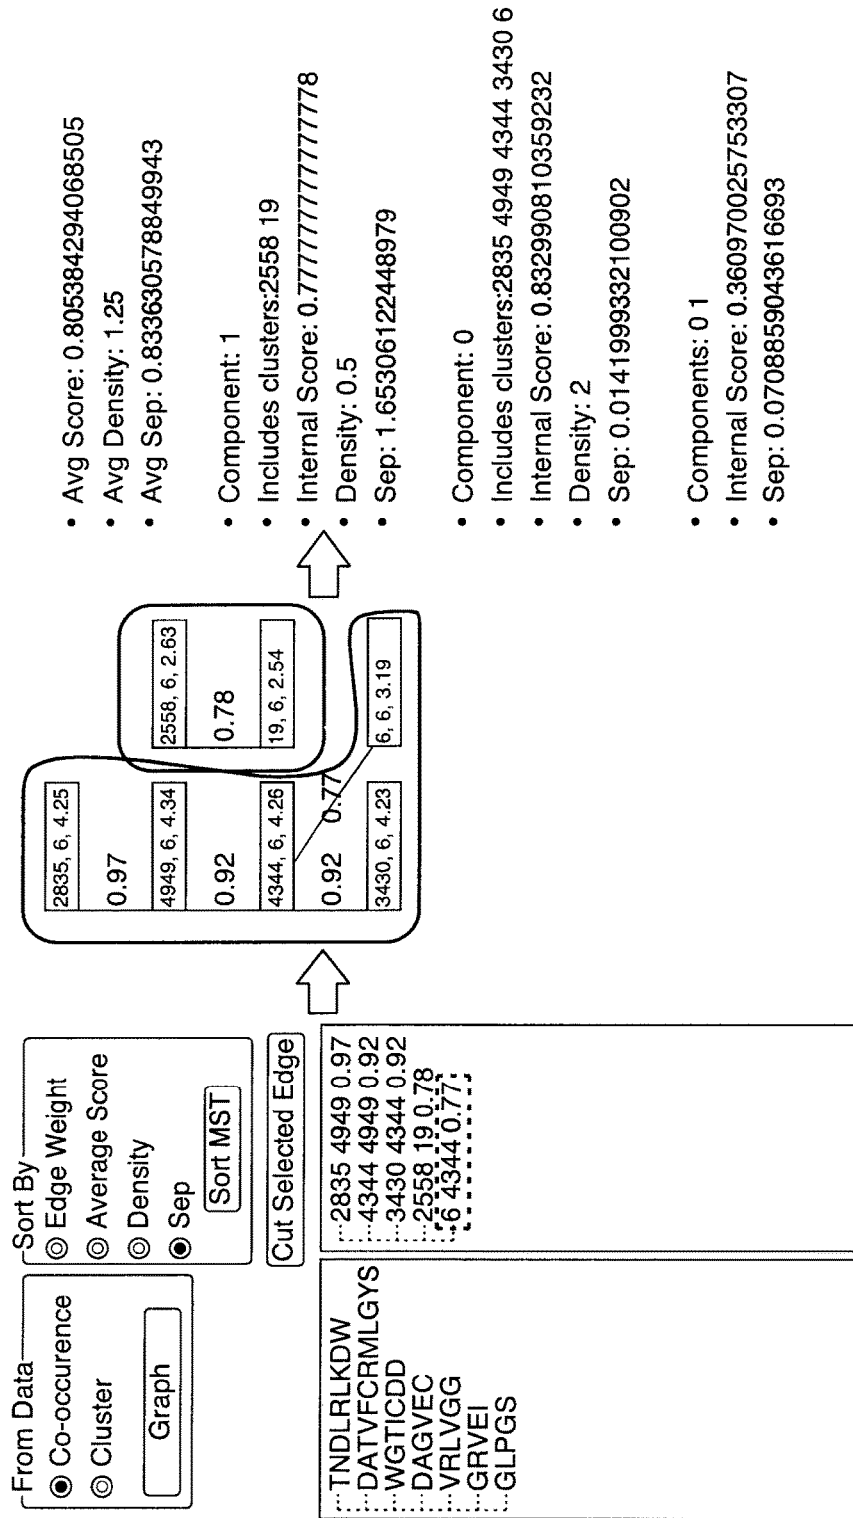 From Data
Co-occurence
Cluster
Graph
Sort By
Edge Weight
Average Score
Density
Sep
Sort MST
Cut Selected Edge
TNDLRLKDW
DATVFCRMLGYS
WGTICDD
DAGVEC
VRLVGG
GRVEI
GLPGS
2835 4949 0.97
4344 4949 0.92
3430 4344 0.92
2558 19 0.78
6 4344 0.77
2835, 6, 4.25
0.97
4949, 6, 4.34
0.92
4344, 6, 4.26
0.92
0.77
3430, 6, 4.23
2558, 6, 2.63
0.78
19, 6, 2.54
6, 6, 3.19
• Avg Score: 0.805384294068505
• Avg Density: 1.25
• Avg Sep: 0.833630578849943
• Component: 1
• Includes clusters:2558 19
• Internal Score: 0.777777777777778
• Density: 0.5
• Sep: 1.65306122448979
• Component: 0
• Includes clusters:2835 4949 4344 3430 6
• Internal Score: 0.832990810359232
• Density: 2
• Sep: 0.0141999332100902
• Components: 0 1
• Internal Score: 0.360970025753307
• Sep: 0.0708859043616693